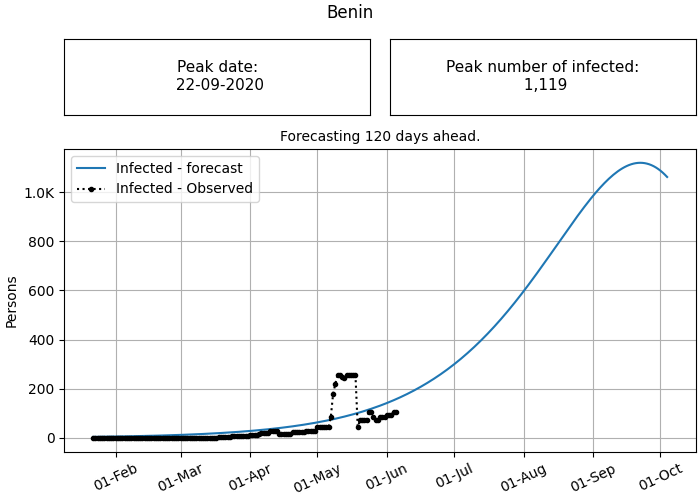 Benin
Peak date:
22-09-2020
Peak number of infected:
1,119
Forecasting 120 days ahead.
Infected - forecast
Infected - Observed
1.0K
800
600
400
200
0
Persons
01-Feb
01-Mar
01-Apr
01-May
01-Jun
01-Jul
01-Aug
01-Sep
01-Oct